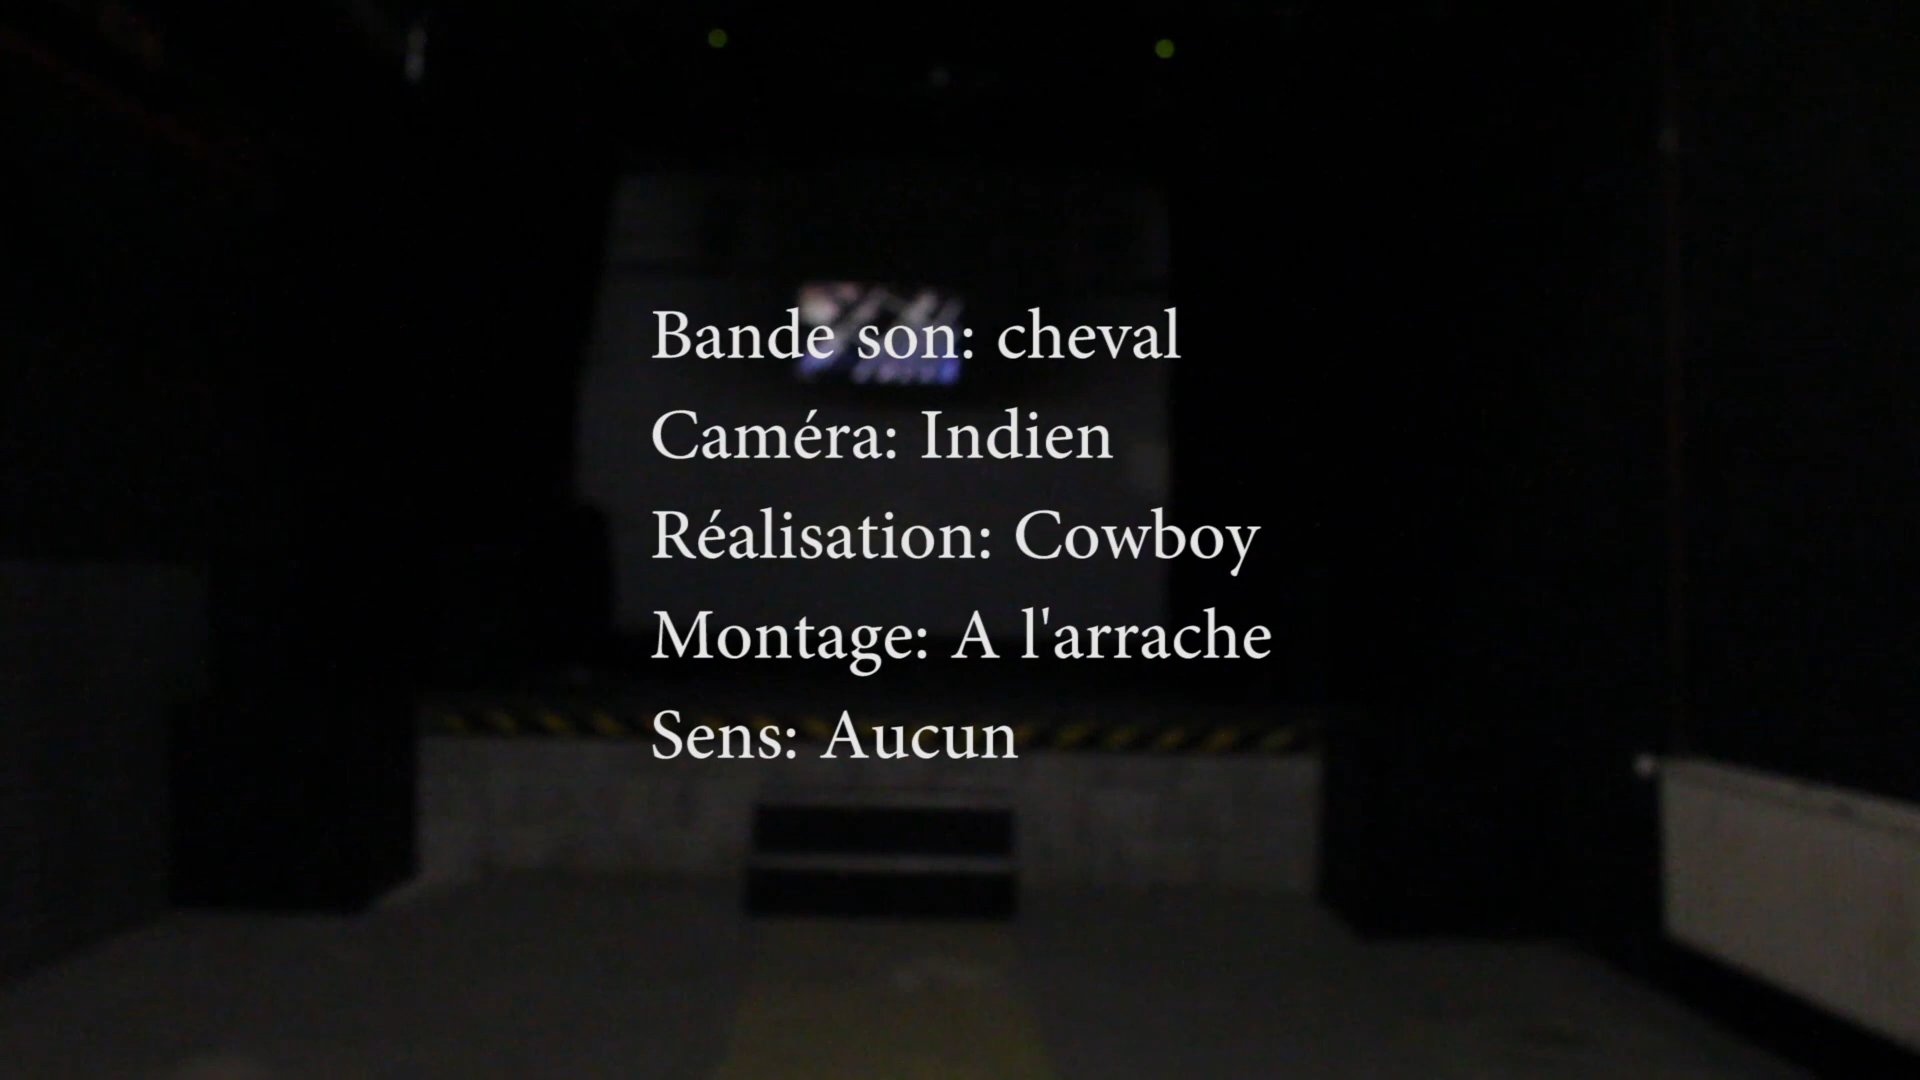 Bande son: cheval
Caméra: Indien
Réalisation: Cowboy
Montage: A l'arrache
Sens: Aucun